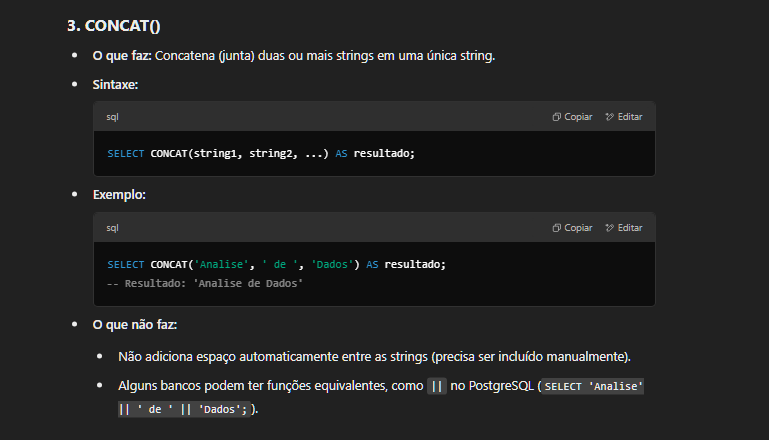 3. CONCAT()
• O que faz: Concatena (junta) duas ou mais strings em uma única string.
• Sintaxe:
sql Copiar Editar
SELECT CONCAT(string1, string2, ...) AS resultado;
• Exemplo:
sql Copiar Editar
SELECT CONCAT('Analise', ' de ', 'Dados') AS resultado;
-- Resultado: 'Analise de Dados'
• O que não faz:
• Não adiciona espaço automaticamente entre as strings (precisa ser incluído manualmente).
• Alguns bancos podem ter funções equivalentes, como || no PostgreSQL (SELECT 'Analise'
|| ' de ' || 'Dados';).